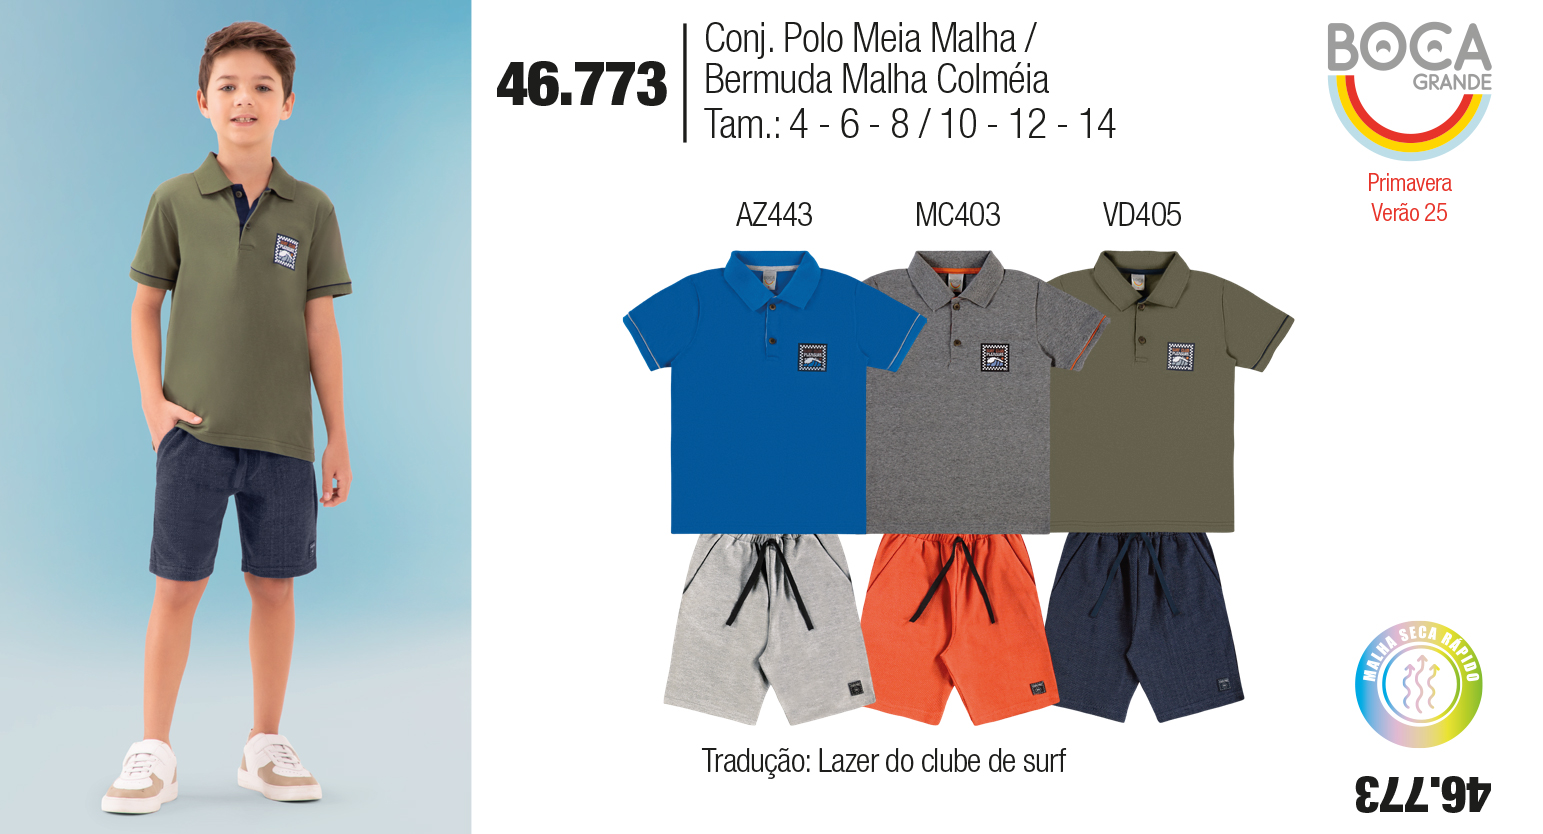 46.773
Conj. Polo Meia Malha /
Bermuda Malha Colméia
Tam.: 4 - 6 - 8 / 10 - 12 - 14
BOCA
GRANDE
Primavera
Verão 25
AZ443
MC403
VD405
MALHA SECA RÁPIDO
Tradução: Lazer do clube de surf
46.773